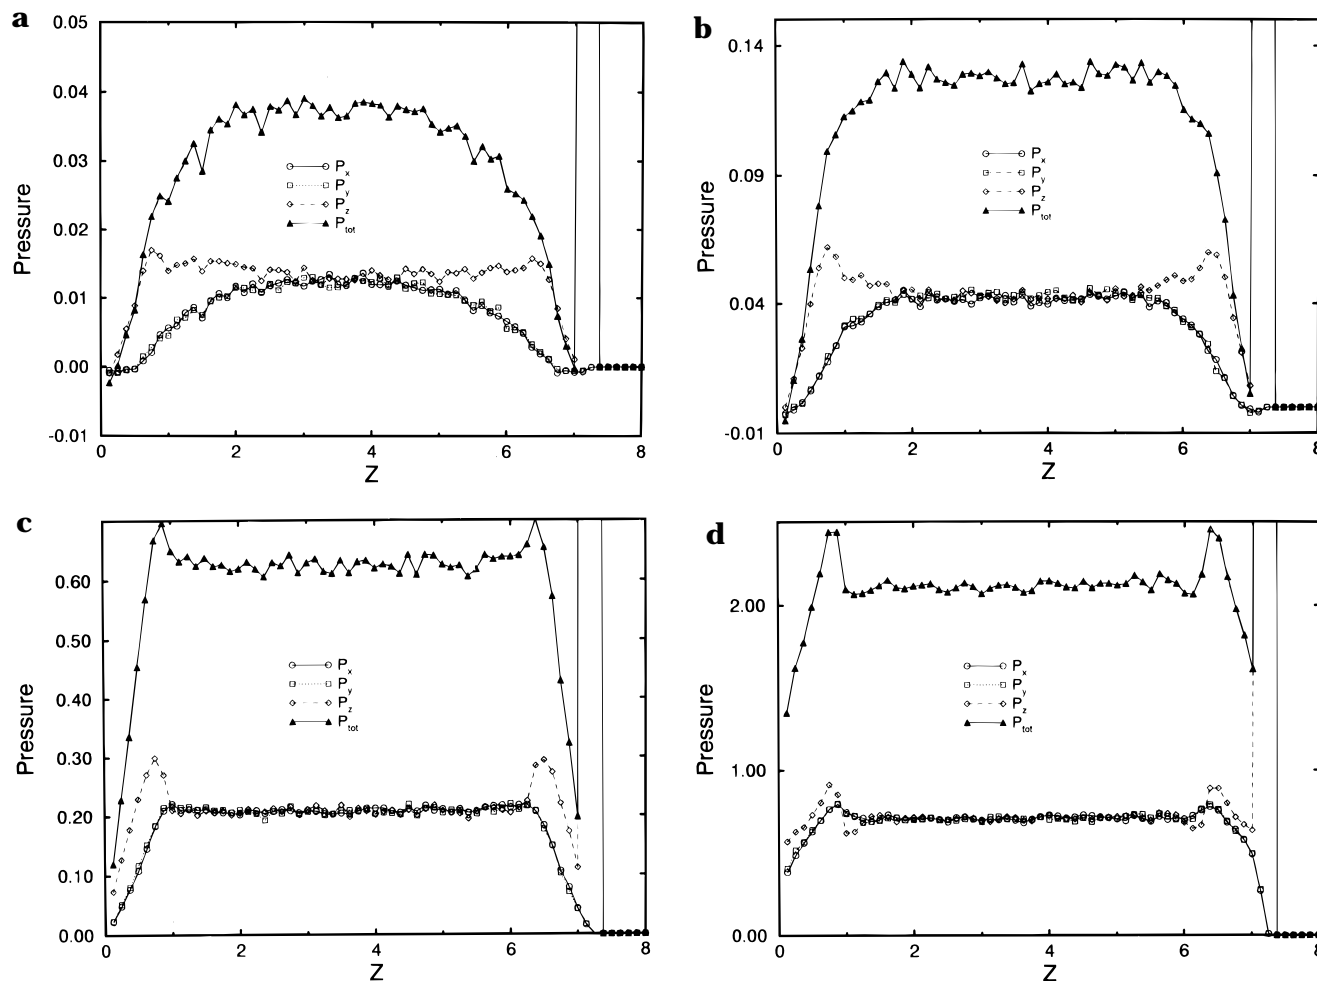 a
0.05
0.04
0.03
0.02
0.01
0.00
-0.01
Pressure
P_x
P_y
P_z
P_tot
0 2 4 6 8
Z
b
0.14
0.09
0.04
-0.01
Pressure
P_x
P_y
P_z
P_tot
0 2 4 6 8
Z
c
0.60
0.50
0.40
0.30
0.20
0.10
0.00
Pressure
P_x
P_y
P_z
P_tot
0 2 4 6 8
Z
d
2.00
1.00
0.00
Pressure
P_x
P_y
P_z
P_tot
0 2 4 6 8
Z